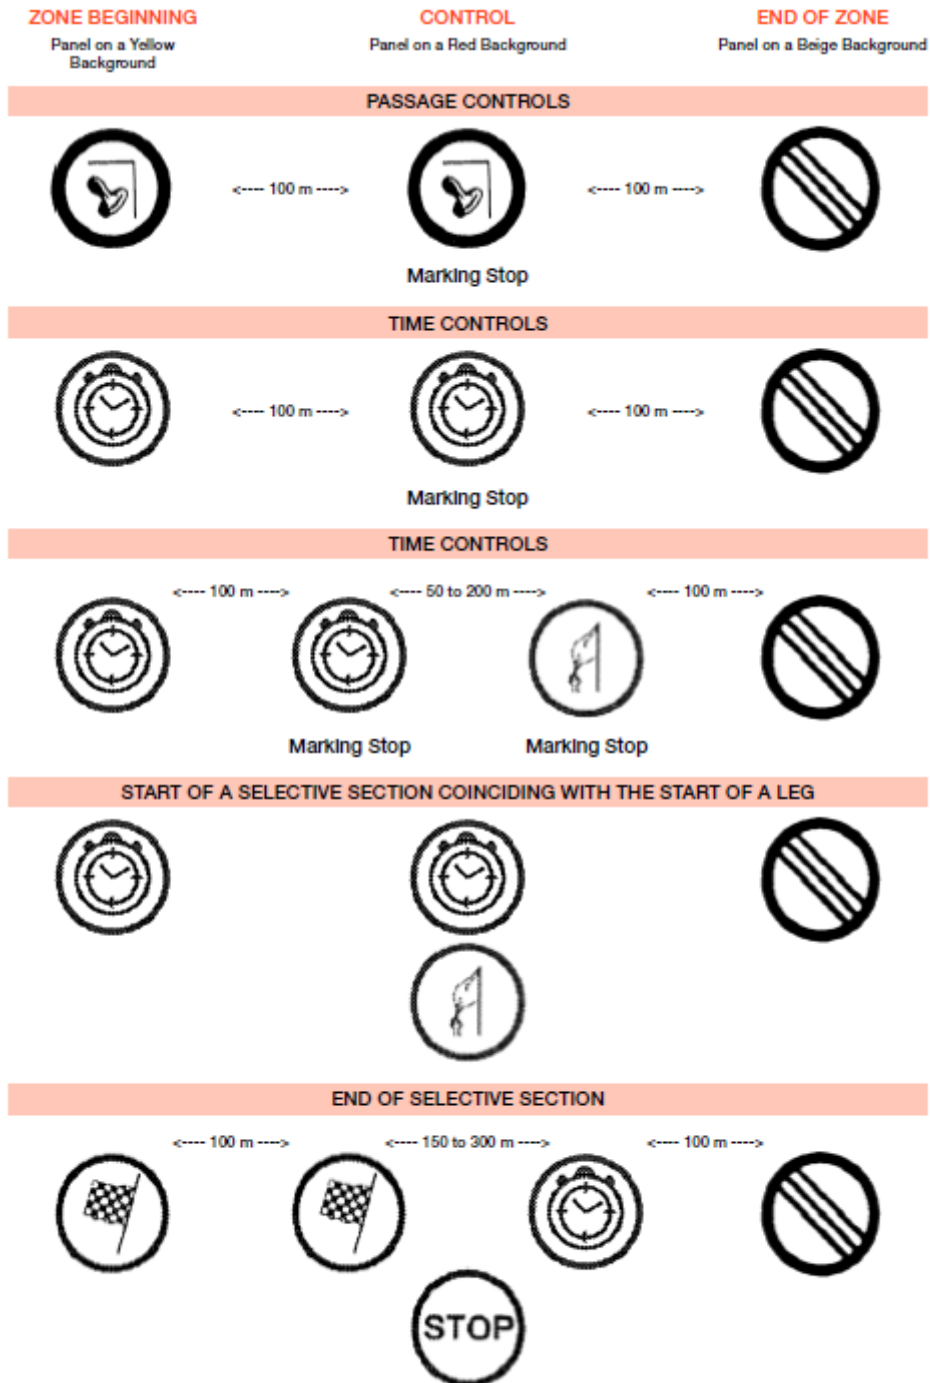 ZONE BEGINNING
CONTROL
END OF ZONE
Panel on a Yellow
Background
Panel on a Red Background
Panel on a Beige Background
PASSAGE CONTROLS
<---- 100 m ---->
<---- 100 m ---->
Marking Stop
TIME CONTROLS
<---- 100 m ---->
<---- 100 m ---->
Marking Stop
TIME CONTROLS
<---- 100 m ---->
<---- 50 to 200 m ---->
<---- 100 m ---->
Marking Stop
Marking Stop
START OF A SELECTIVE SECTION COINCIDING WITH THE START OF A LEG
END OF SELECTIVE SECTION
<---- 100 m ---->
<---- 150 to 300 m ---->
<---- 100 m ---->
STOP